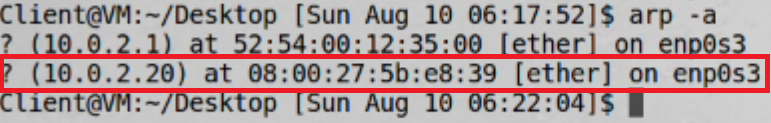 Client@VM:~/Desktop [Sun Aug 10 06:17:52]$ arp -a
? (10.0.2.1) at 52:54:00:12:35:00 [ether] on enp0s3
? (10.0.2.20) at 08:00:27:5b:e8:39 [ether] on enp0s3
Client@VM:~/Desktop [Sun Aug 10 06:22:04]$